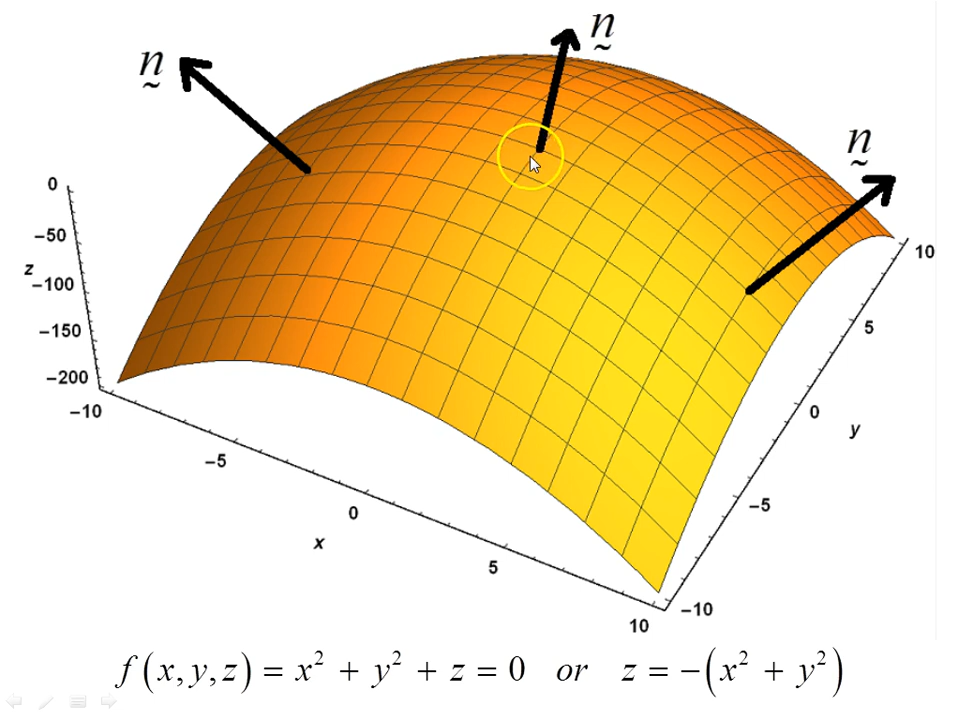 n
n
n
0
−50
z
−100
−150
−200
−10
−5
0
x
5
10
10
5
0
y
−5
−10
f(x,y,z) = x² + y² + z = 0 or z = −(x² + y²)